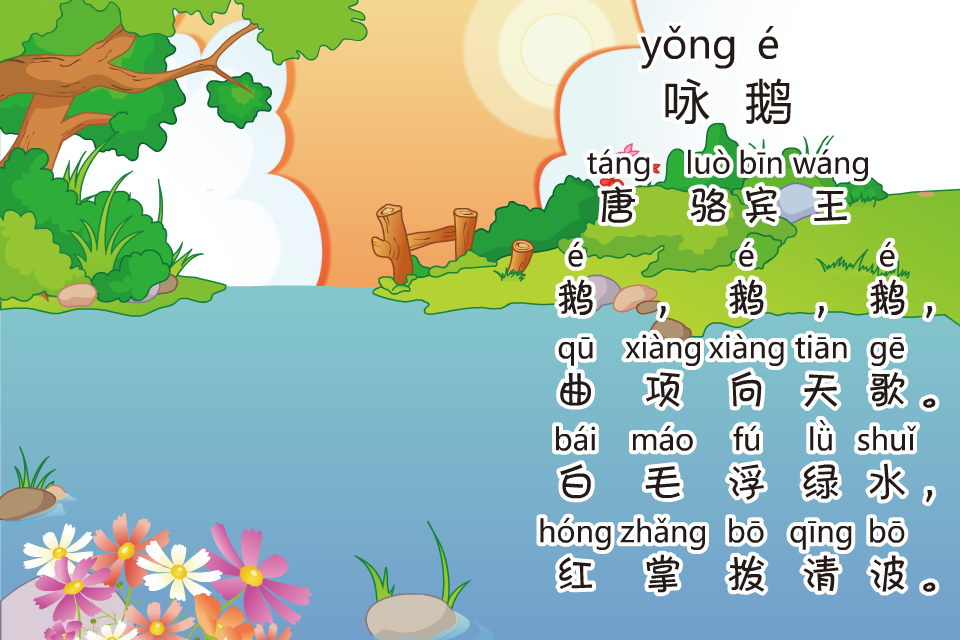 yǒng é
咏 鹅
táng luò bīn wáng
唐 骆 宾 王
é é é
鹅 , 鹅 , 鹅 ,
qū xiàng xiàng tiān gē
曲 项 向 天 歌 。
bái máo fú lǜ shuǐ
白 毛 浮 绿 水 ,
hóng zhǎng bō qīng bō
红 掌 拨 清 波 。